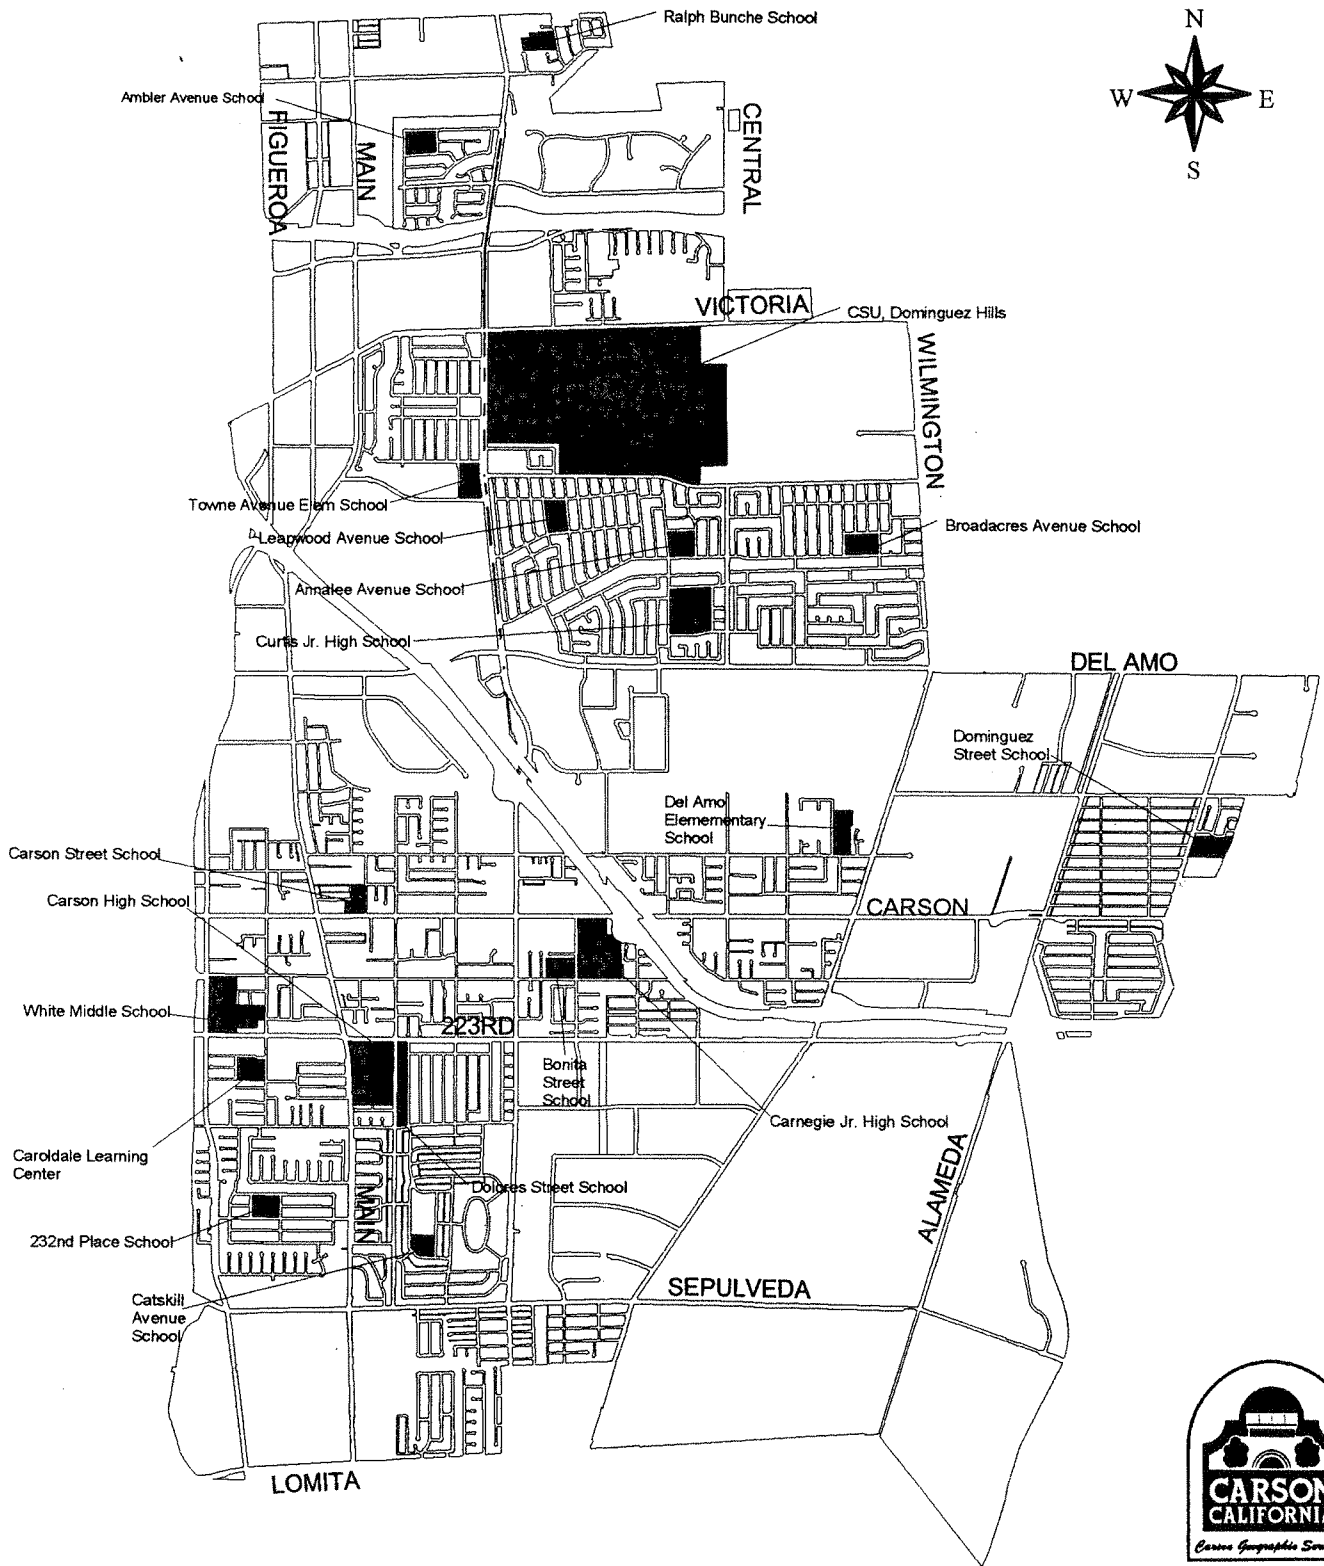 Ralph Bunche School
N
W
E
S
Ambler Avenue School
FIGUEROA
MAIN
CENTRAL
VICTORIA
CSU, Dominguez Hills
WILMINGTON
Towne Avenue Elem School
Leapwood Avenue School
Broadacres Avenue School
Annalee Avenue School
Curtis Jr. High School
DEL AMO
Dominguez
Street School
Del Amo
Elemementary
School
Carson Street School
Carson High School
CARSON
White Middle School
223RD
Bonita
Street
School
Carnegie Jr. High School
Caroldale Learning
Center
Dolores Street School
MAIN
ALAMEDA
232nd Place School
SEPULVEDA
Catskill
Avenue
School
LOMITA
CARSON
CALIFORNIA
Carson Geographic